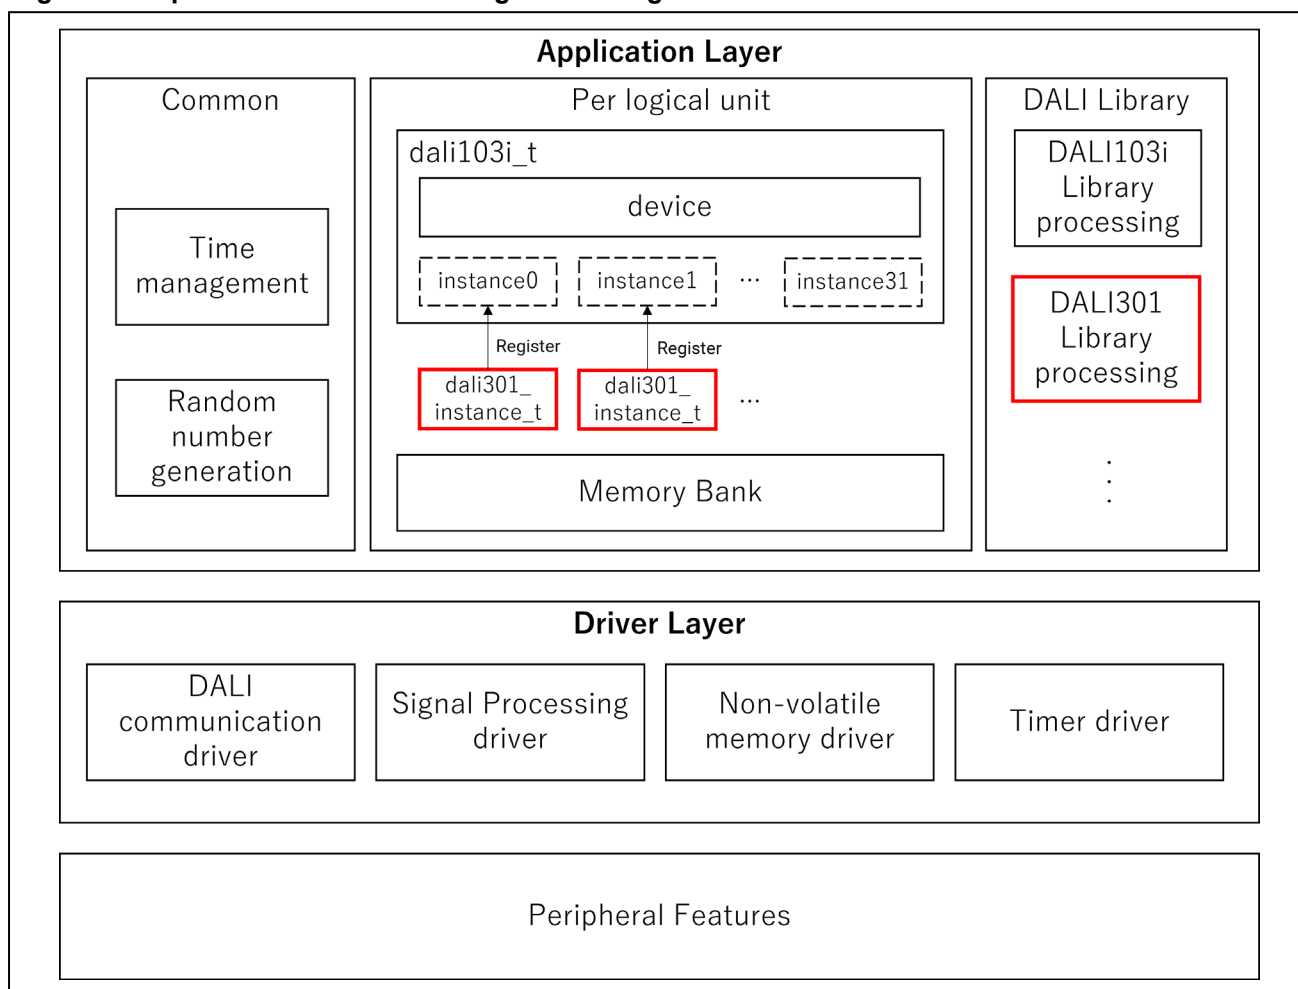 Application Layer
Common
Time
management
Random
number
generation
Per logical unit
dali103i_t
device
instance0
instance1
...
instance31
Register
Register
dali301_
instance_t
dali301_
instance_t
...
Memory Bank
DALI Library
DALI103i
Library
processing
DALI301
Library
processing
.
.
.
Driver Layer
DALI
communication
driver
Signal Processing
driver
Non-volatile
memory driver
Timer driver
Peripheral Features